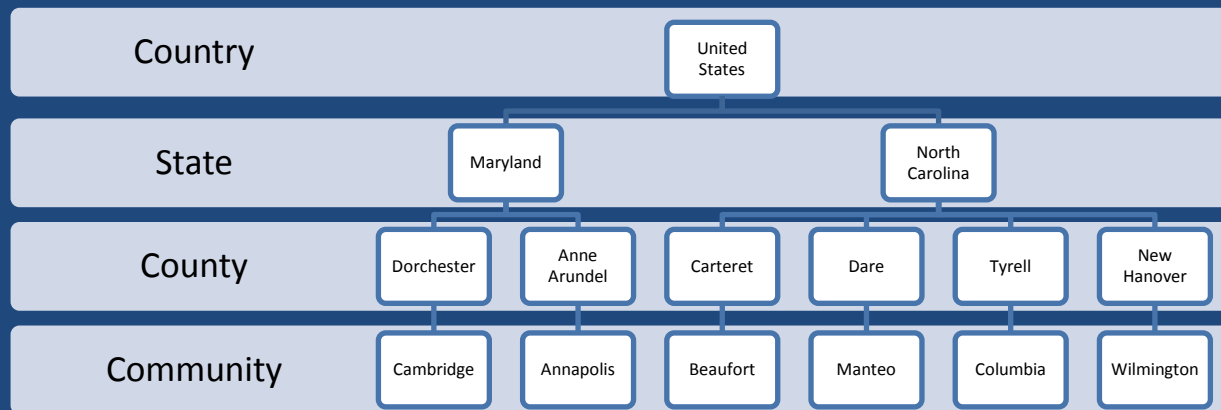 Country
United
States
State
Maryland
North
Carolina
County
Dorchester
Anne
Arundel
Carteret
Dare
Tyrell
New
Hanover
Community
Cambridge
Annapolis
Beaufort
Manteo
Columbia
Wilmington